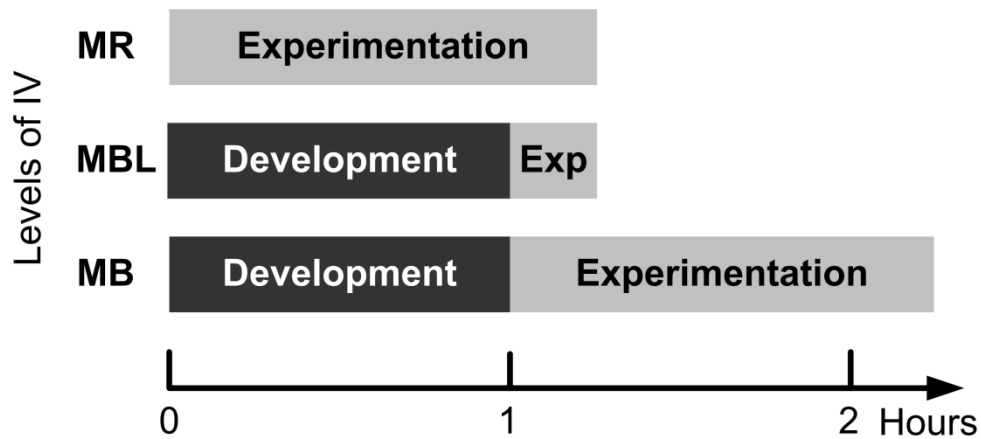 Levels of IV
MR Experimentation
MBL Development Exp
MB Development Experimentation
0 1 2 Hours